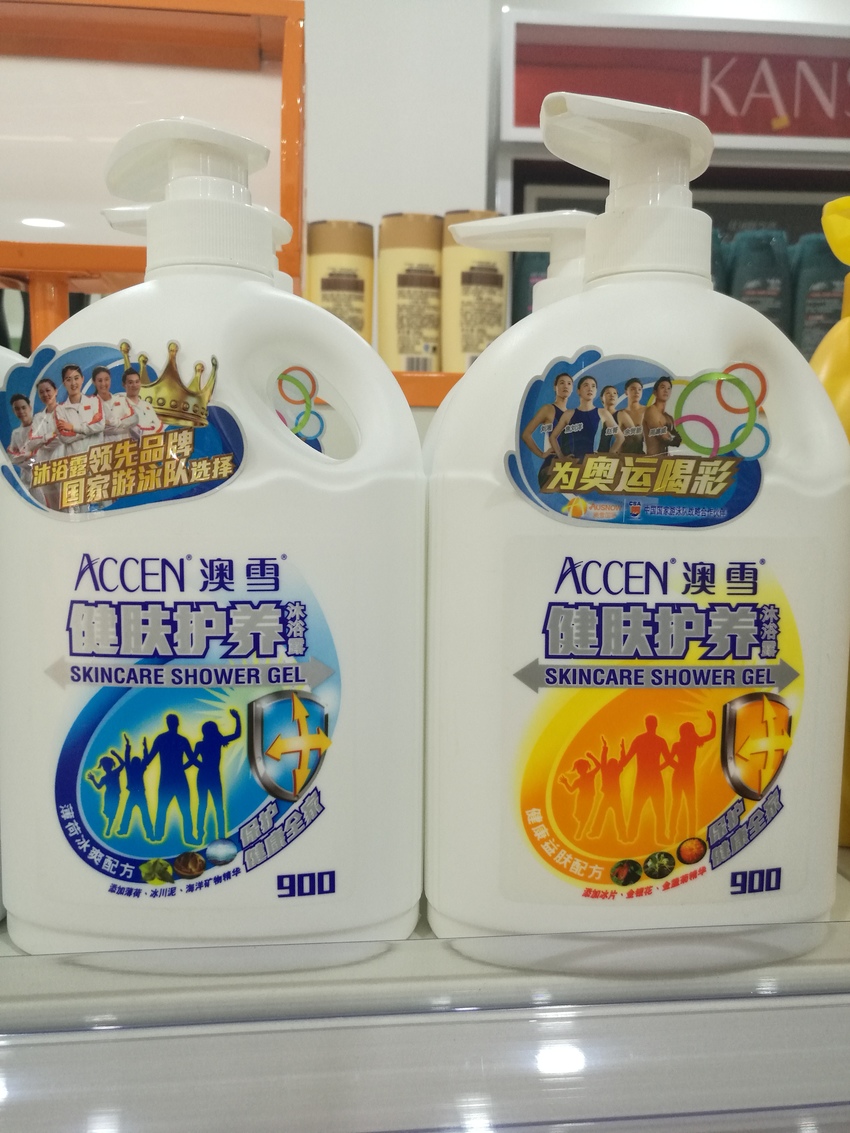 KANS
沐浴露领先品牌
国家游泳队选择
ACCEN® 澳雪®
健肤护养沐浴露
SKINCARE SHOWER GEL
薄荷冰爽配方
保护
健康全家
添加薄荷、冰川泥、海洋矿物精华
900
为奥运喝彩
ACCEN® 澳雪®
健肤护养沐浴露
SKINCARE SHOWER GEL
健康益肤配方
保护
健康全家
添加冰片、金银花、金盏菊精华
900